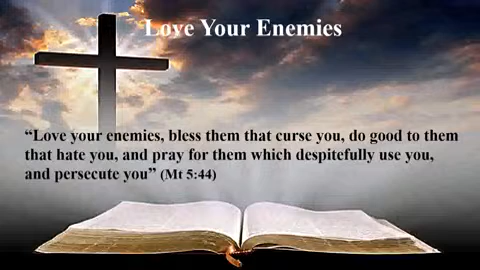 Love Your Enemies
“Love your enemies, bless them that curse you, do good to them
that hate you, and pray for them which despitefully use you,
and persecute you” (Mt 5:44)